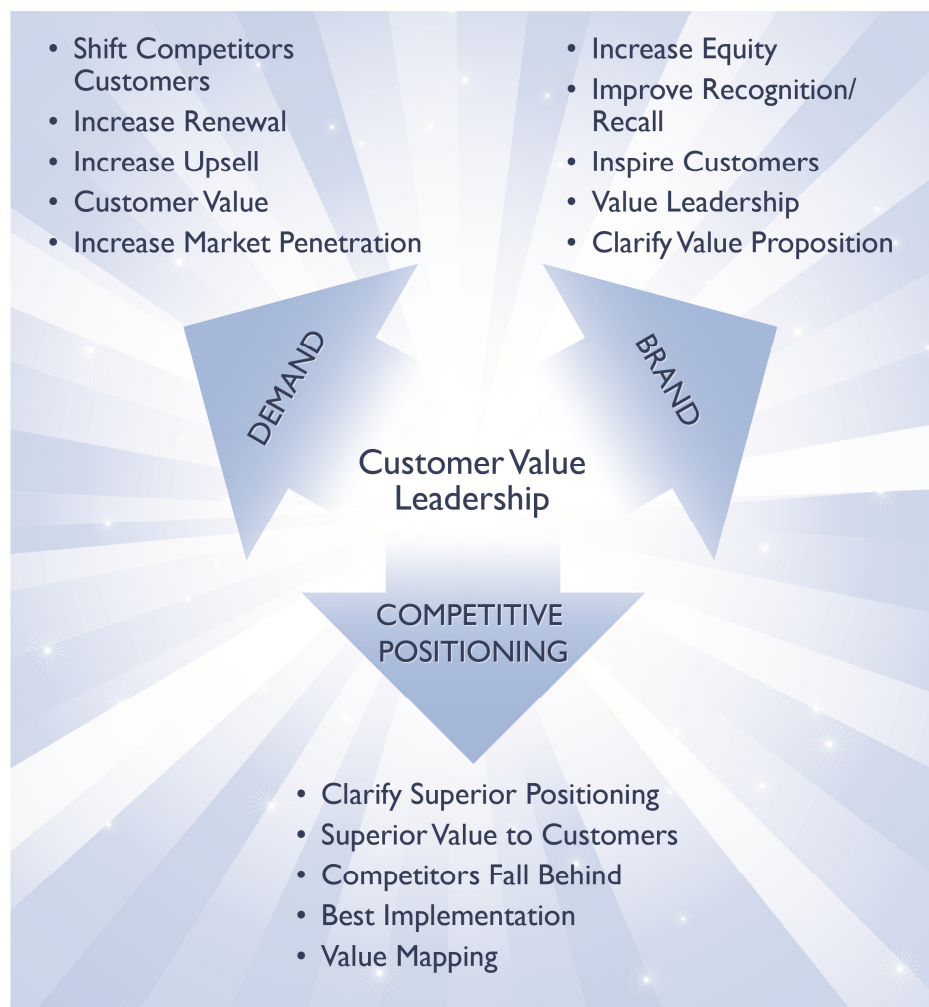 • Shift Competitors
Customers
• Increase Renewal
• Increase Upsell
• Customer Value
• Increase Market Penetration
• Increase Equity
• Improve Recognition/
Recall
• Inspire Customers
• Value Leadership
• Clarify Value Proposition
DEMAND
BRAND
Customer Value
Leadership
COMPETITIVE
POSITIONING
• Clarify Superior Positioning
• Superior Value to Customers
• Competitors Fall Behind
• Best Implementation
• Value Mapping